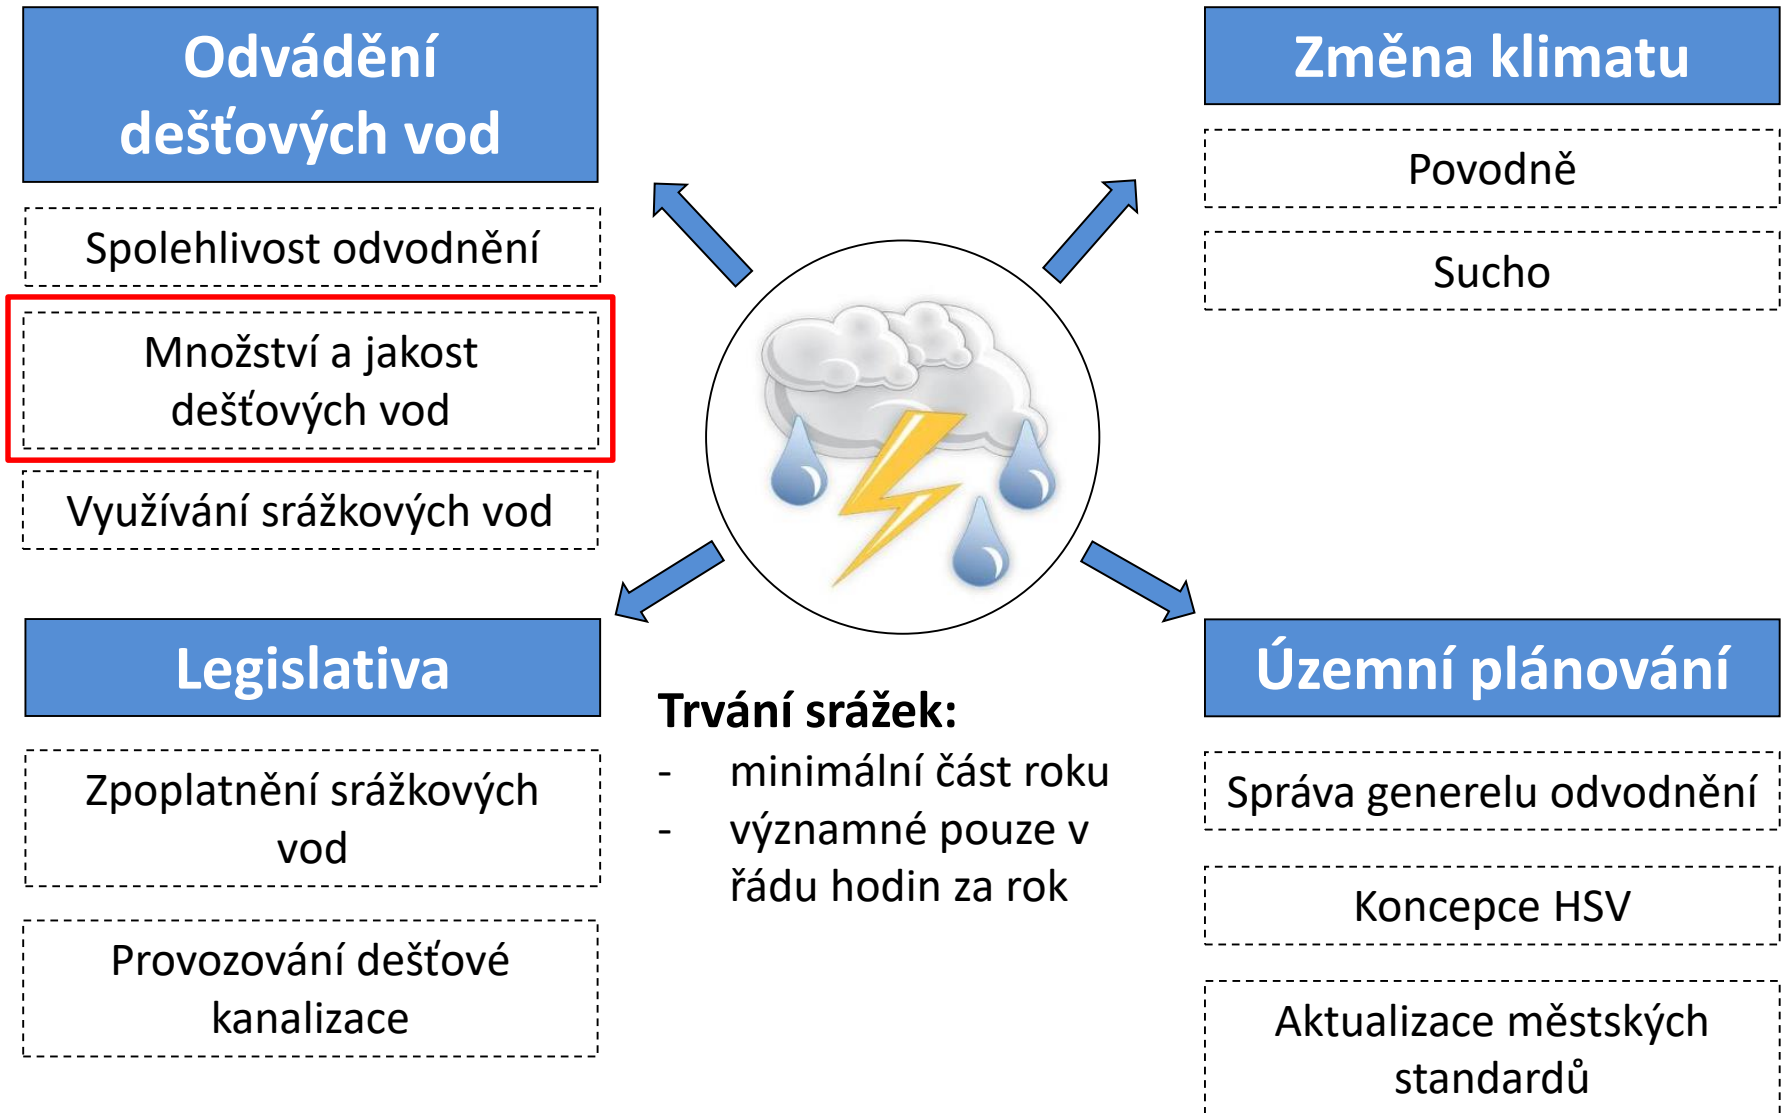 Odvádění
dešťových vod
Spolehlivost odvodnění
Množství a jakost
dešťových vod
Využívání srážkových vod
Změna klimatu
Povodně
Sucho
Legislativa
Zpoplatnění srážkových
vod
Provozování dešťové
kanalizace
Trvání srážek:
- minimální část roku
- významné pouze v
řádu hodin za rok
Územní plánování
Správa generelu odvodnění
Koncepce HSV
Aktualizace městských
standardů